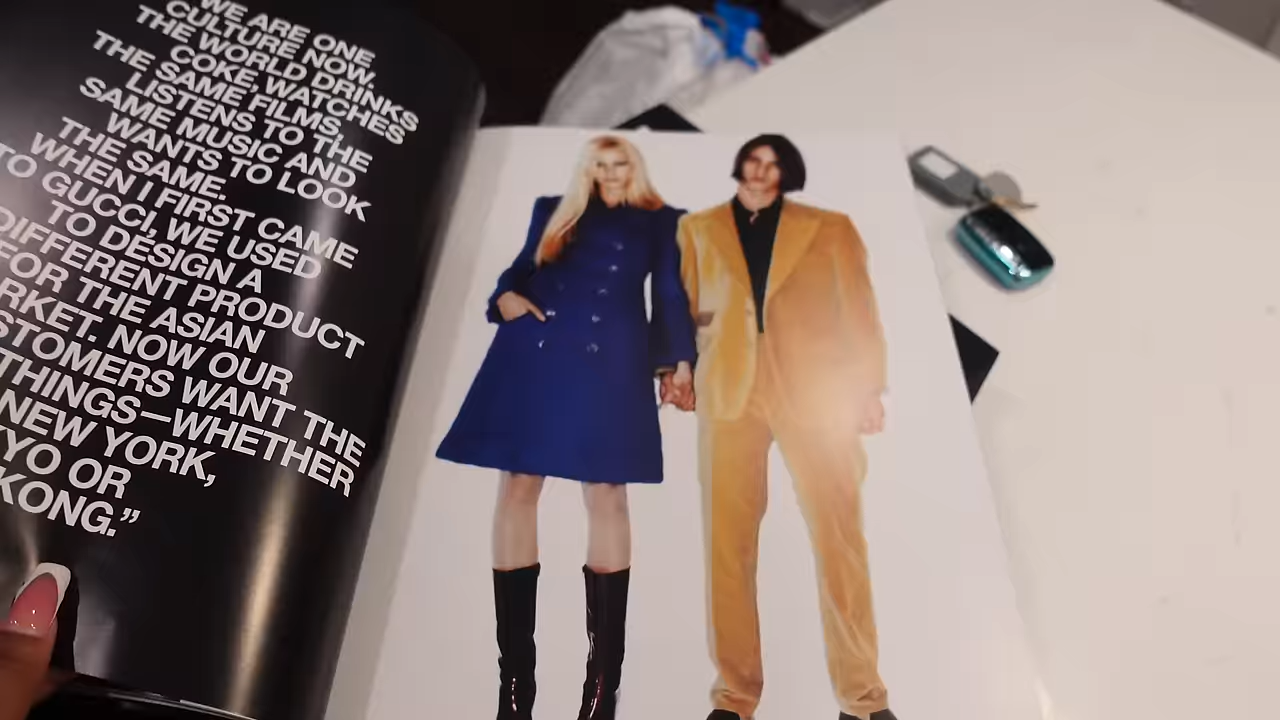 WE ARE ONE
CULTURE NOW.
THE WORLD DRINKS
COKE, WATCHES
THE SAME FILMS,
LISTENS TO THE
SAME MUSIC AND
WANTS TO LOOK
THE SAME.
WHEN I FIRST CAME
TO GUCCI, WE USED
TO DESIGN A
DIFFERENT PRODUCT
FOR THE ASIAN
RKET. NOW OUR
STOMERS WANT THE
THINGS—WHETHER
NEW YORK,
YO OR
KONG.”